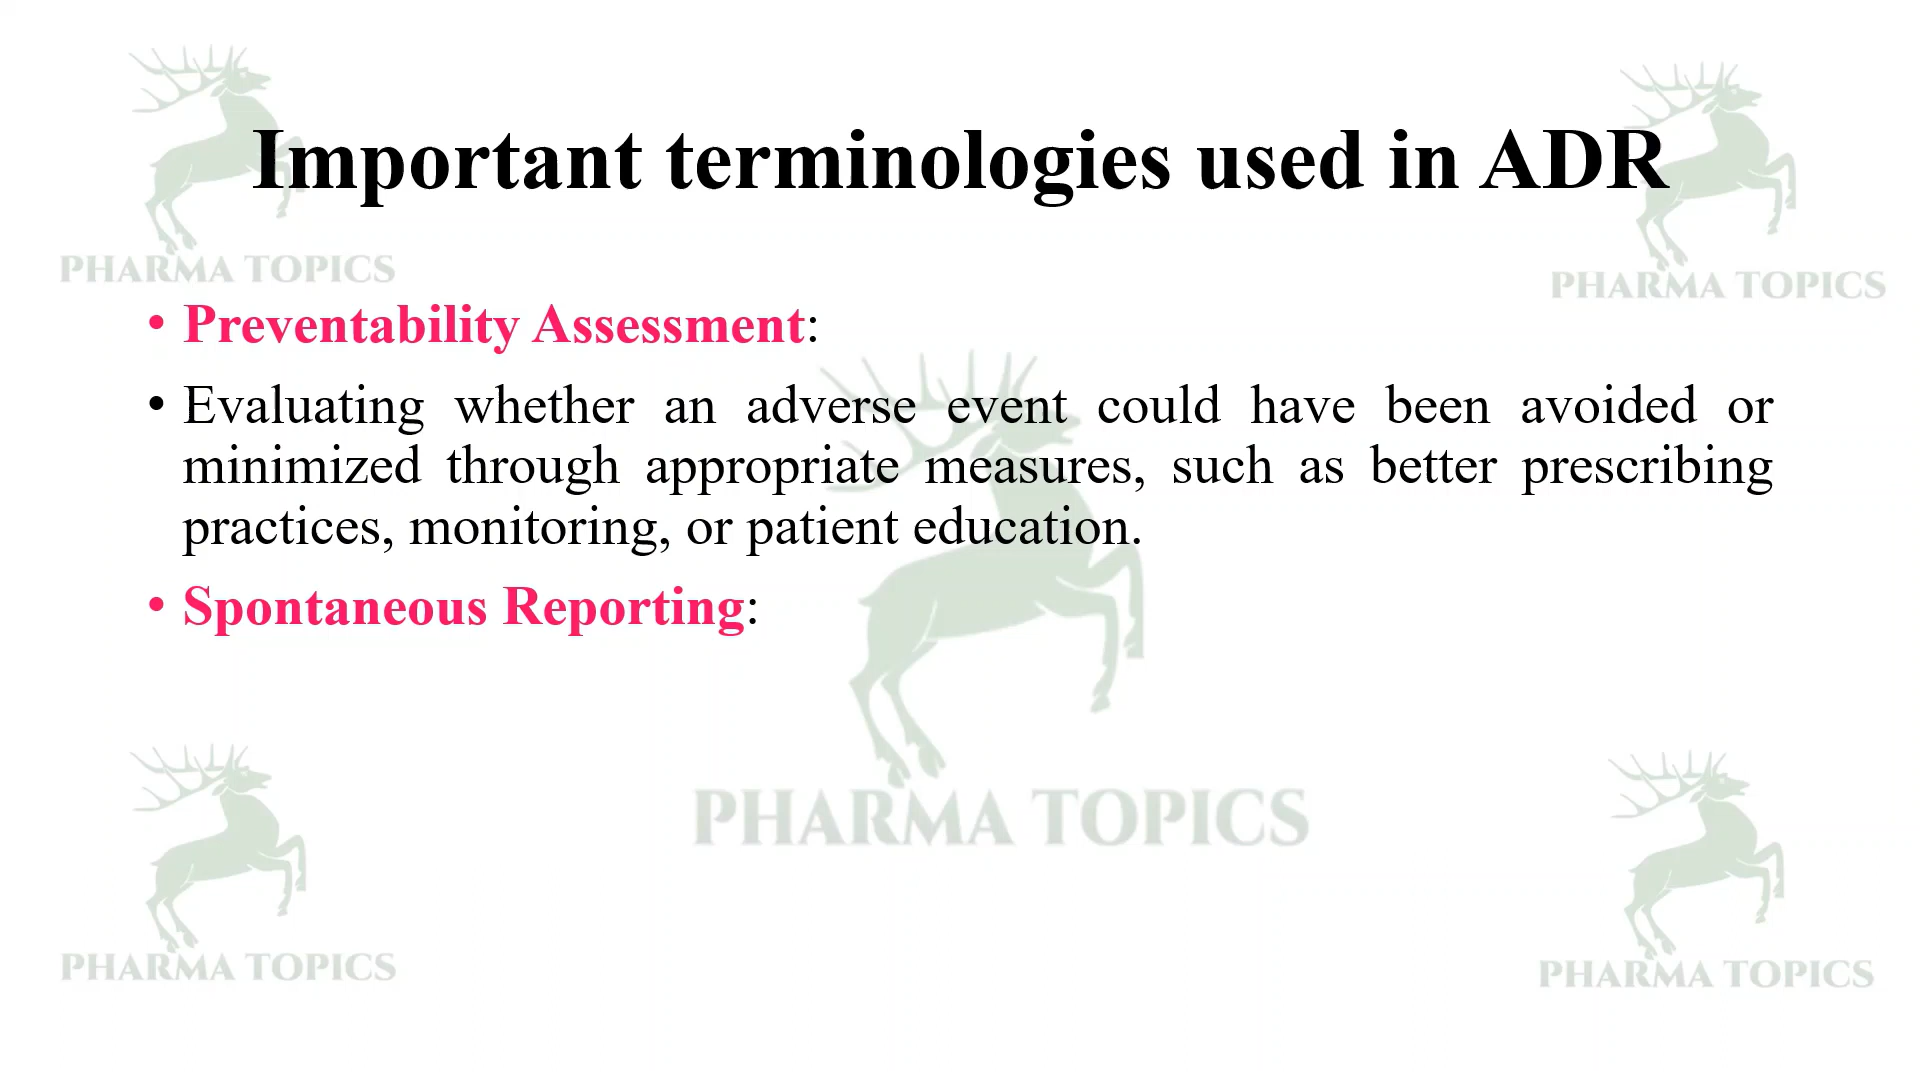 Important terminologies used in ADR
PHARMA TOPICS
PHARMA TOPICS
• Preventability Assessment:
• Evaluating whether an adverse event could have been avoided or
minimized through appropriate measures, such as better prescribing
practices, monitoring, or patient education.
• Spontaneous Reporting:
PHARMA TOPICS
PHARMA TOPICS
PHARMA TOPICS